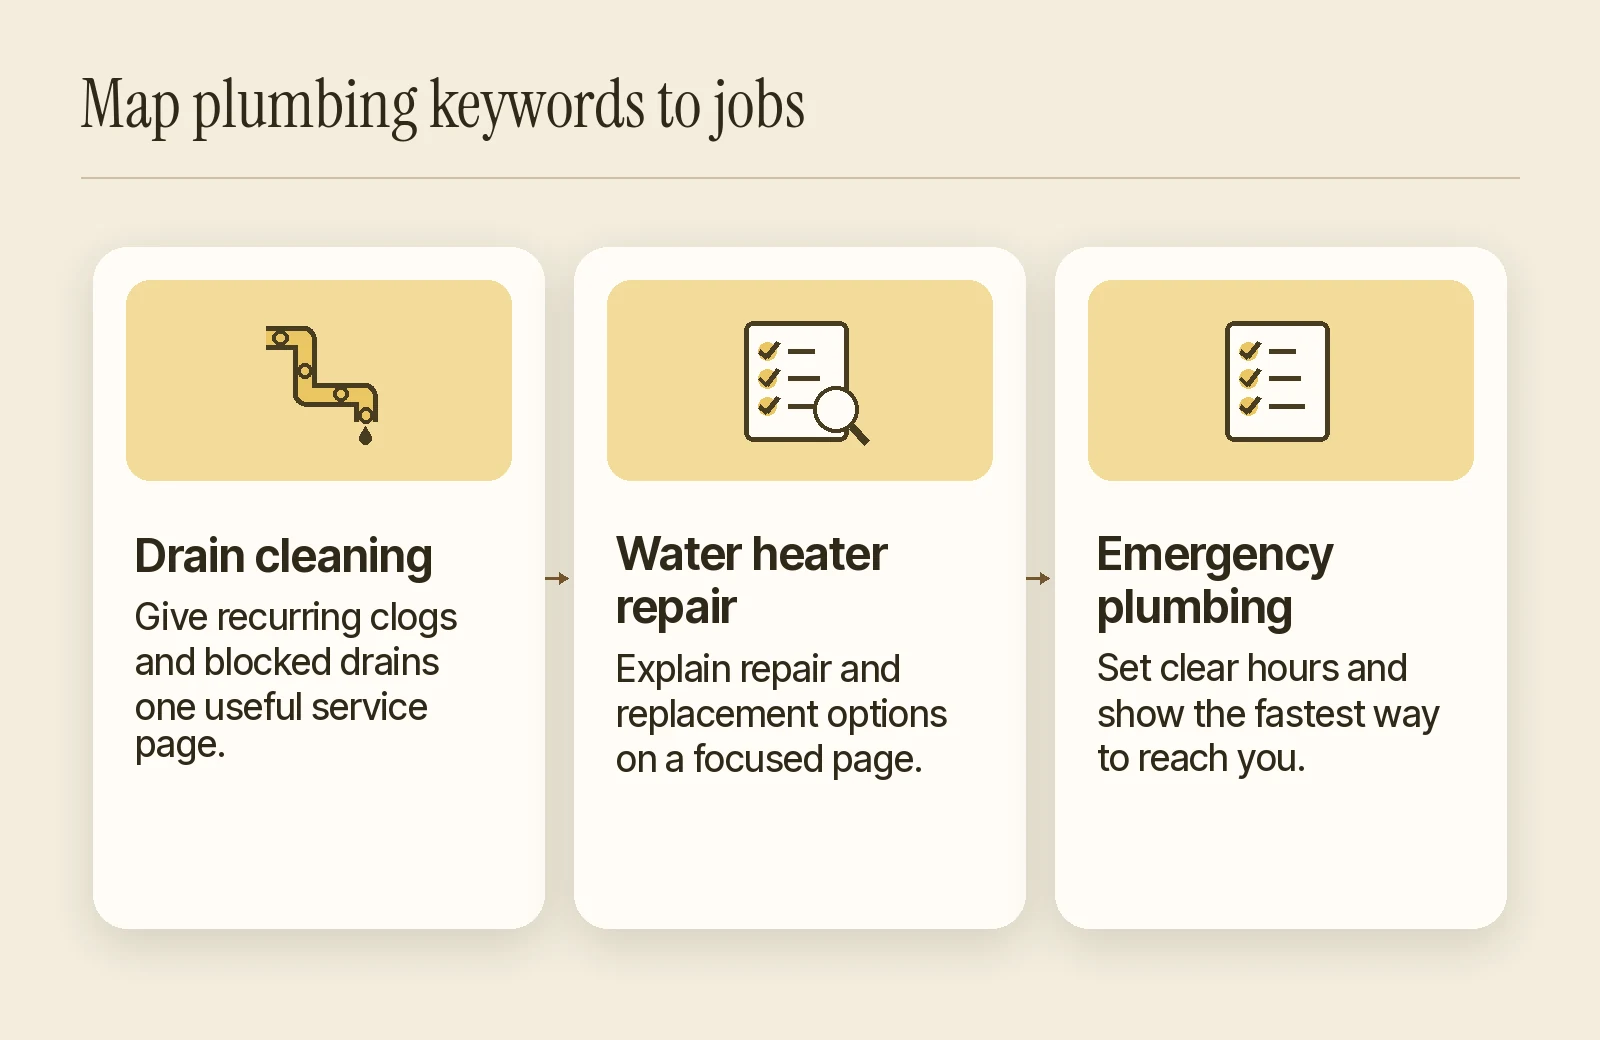 Map plumbing keywords to jobs
Drain cleaning
Give recurring clogs
and blocked drains
one useful service
page.
Water heater
repair
Explain repair and
replacement options
on a focused page.
Emergency
plumbing
Set clear hours and
show the fastest way
to reach you.